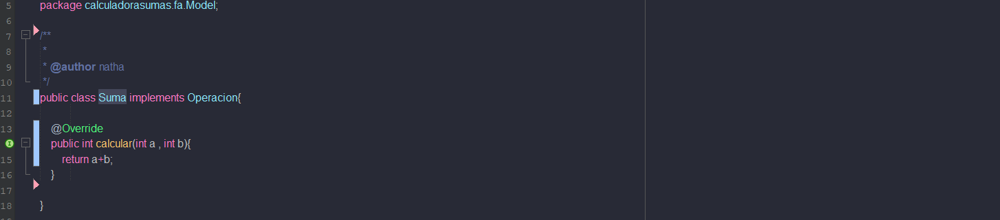 5 package calculadorasumas.fa.Model;
6
7 /**
8 *
9 * @author natha
10 */
11 public class Suma implements Operacion{
12
13 @Override
public int calcular(int a , int b){
15 return a+b;
16 }
17
18 }